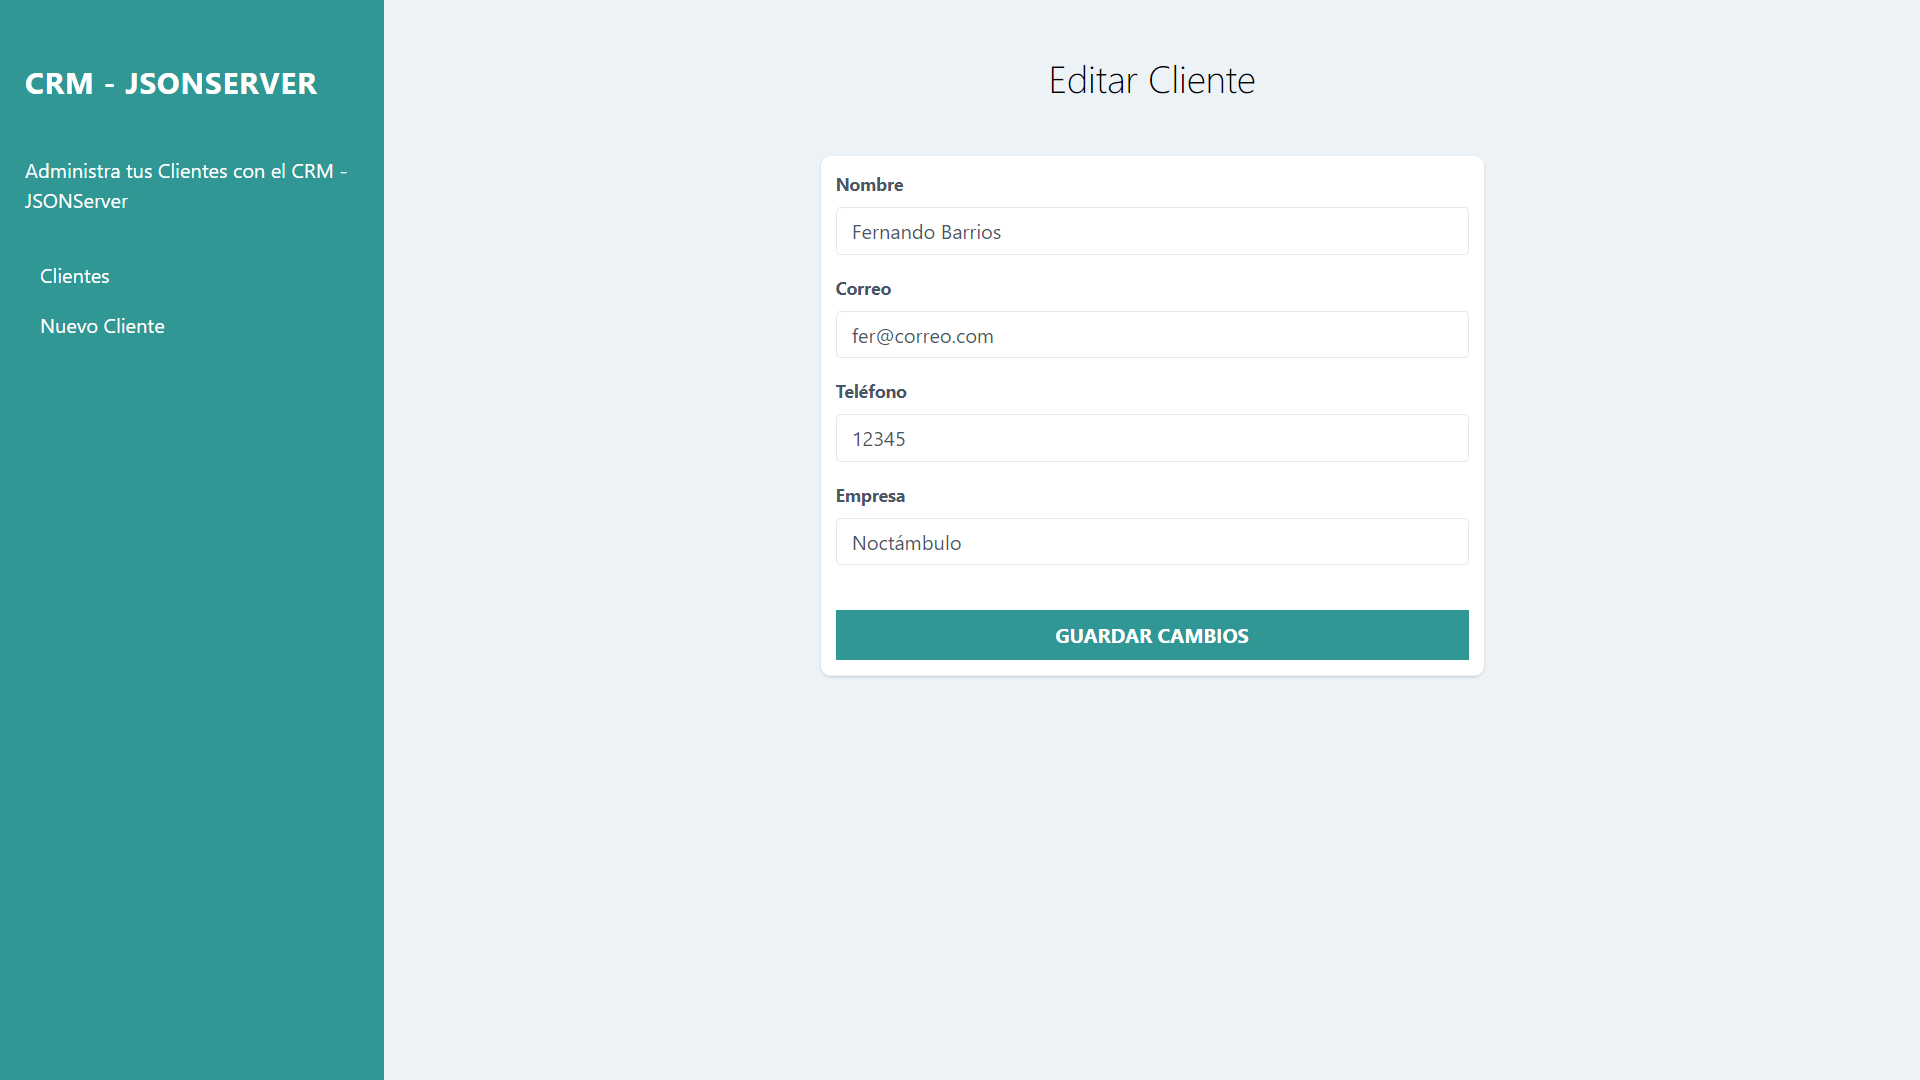 CRM - JSONSERVER
Administra tus Clientes con el CRM -
JSONServer
Clientes
Nuevo Cliente
Editar Cliente
Nombre
Fernando Barrios
Correo
fer@correo.com
Teléfono
12345
Empresa
Noctámbulo
GUARDAR CAMBIOS